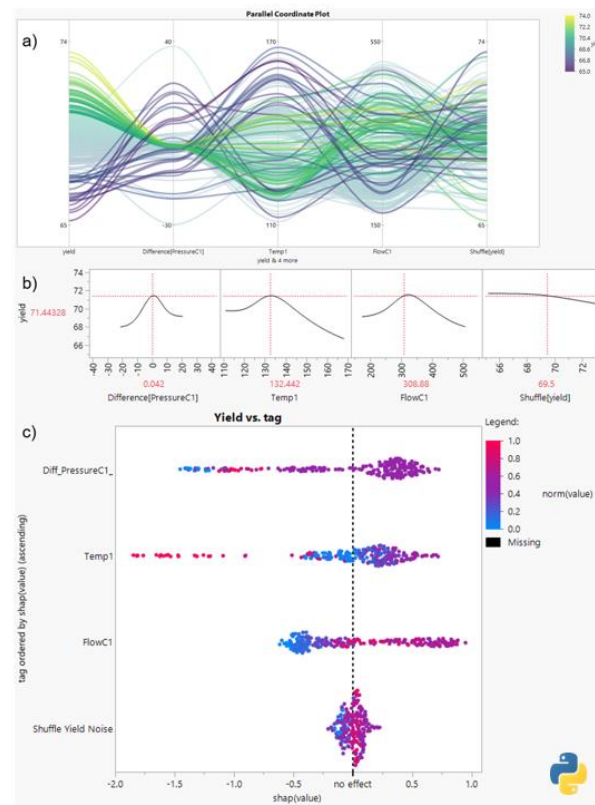 Parallel Coordinate Plot
a)
74
40
170
550
74
74.0
72.2
70.4
68.6
66.8
65.0
65
-30
110
150
65
yield
Difference[PressureC1]
Temp1
FlowC1
Shuffle[yield]
yield & 4 more
b)
yield
71.44328
74
72
70
68
66
-40
-30
-20
-10
0
10
20
30
40
110
120
130
140
150
160
170
200
300
400
500
66
68
70
72
0.042
132.442
308.88
69.5
Difference[PressureC1]
Temp1
FlowC1
Shuffle[yield]
c)
Yield vs. tag
Legend:
1.0
0.8
0.6
0.4
0.2
0.0
norm(value)
Missing
tag ordered by shap(value) (ascending)
Diff_PressureC1_
Temp1
FlowC1
Shuffle Yield Noise
-2.0
-1.5
-1.0
-0.5
no effect
0.5
1.0
shap(value)